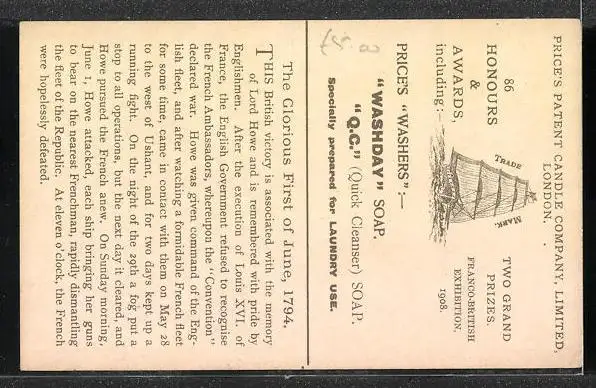 PRICE'S PATENT CANDLE COMPANY, LIMITED,
LONDON.
86
HONOURS
&
AWARDS,
including:—
TRADE
MARK.
TWO GRAND
PRIZES.
FRANCO-BRITISH
EXHIBITION,
1908.
PRICE'S "WASHERS":—
"WASHDAY" SOAP.
"Q.C." (Quick Cleanser) SOAP.
Specially prepared for LAUNDRY USE.
The Glorious First of June, 1794.
THIS British victory is associated with the memory
of Lord Howe and is remembered with pride by
Englishmen. After the execution of Louis XVI. of
France, the English Government refused to recognise
the French Ambassadors, whereupon the "Convention"
declared war. Howe was given command of the Eng-
lish fleet, and after watching a formidable French fleet
for some time, came in contact with them on May 28
to the west of Ushant, and for two days kept up a
running fight. On the night of the 29th a fog put a
stop to all operations, but the next day it cleared, and
Howe pursued the French anew. On Sunday morning,
June 1, Howe attacked, each ship bringing her guns
to bear on the nearest Frenchman, rapidly dismantling
the fleet of the Republic. At eleven o'clock, the French
were hopelessly defeated.